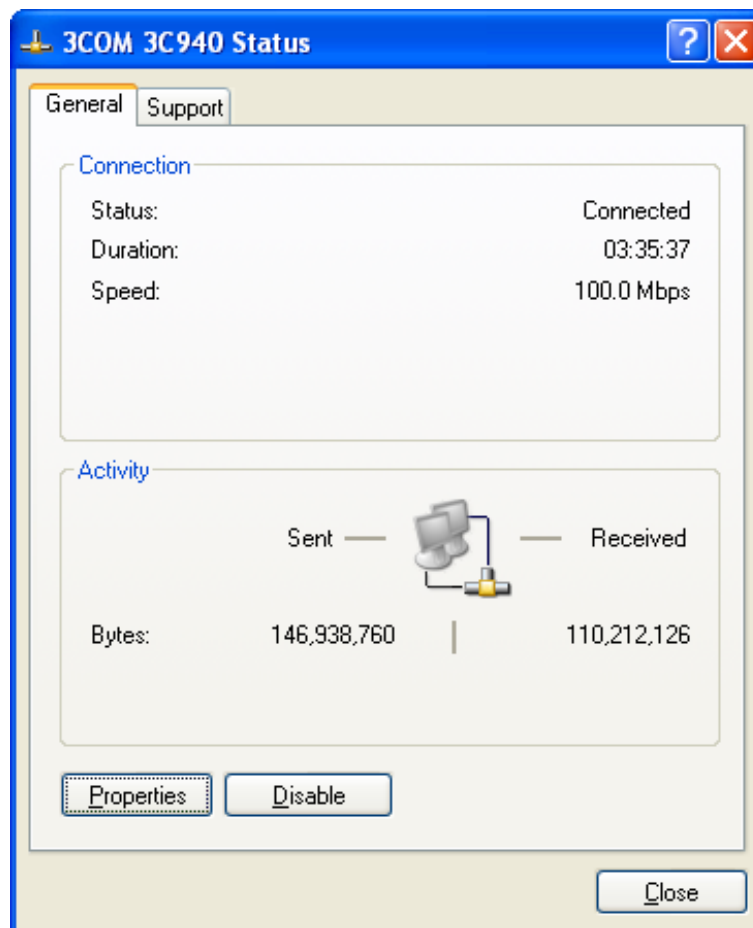 3COM 3C940 Status
General Support
Connection
Status: Connected
Duration: 03:35:37
Speed: 100.0 Mbps
Activity
Sent Received
Bytes: 146,938,760 110,212,126
Properties Disable
Close